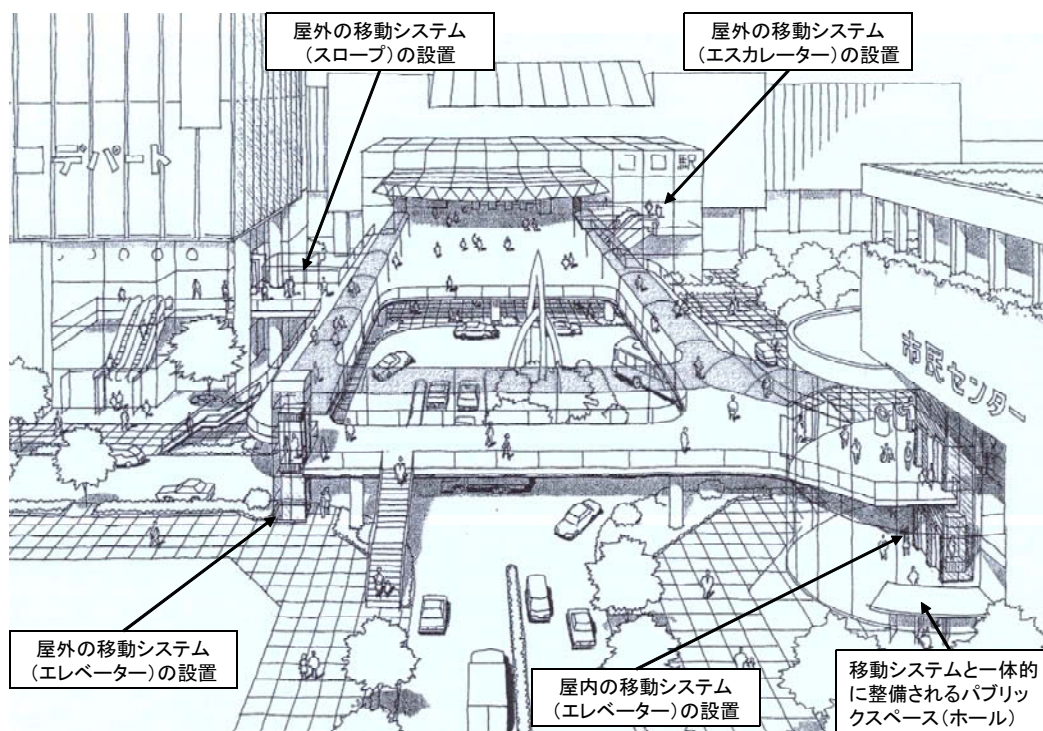 屋外の移動システム
(スロープ)の設置
屋外の移動システム
(エスカレーター)の設置
デパート
駅
市民センター
屋外の移動システム
(エレベーター)の設置
屋内の移動システム
(エレベーター)の設置
移動システムと一体的
に整備されるパブリッ
クスペース(ホール)